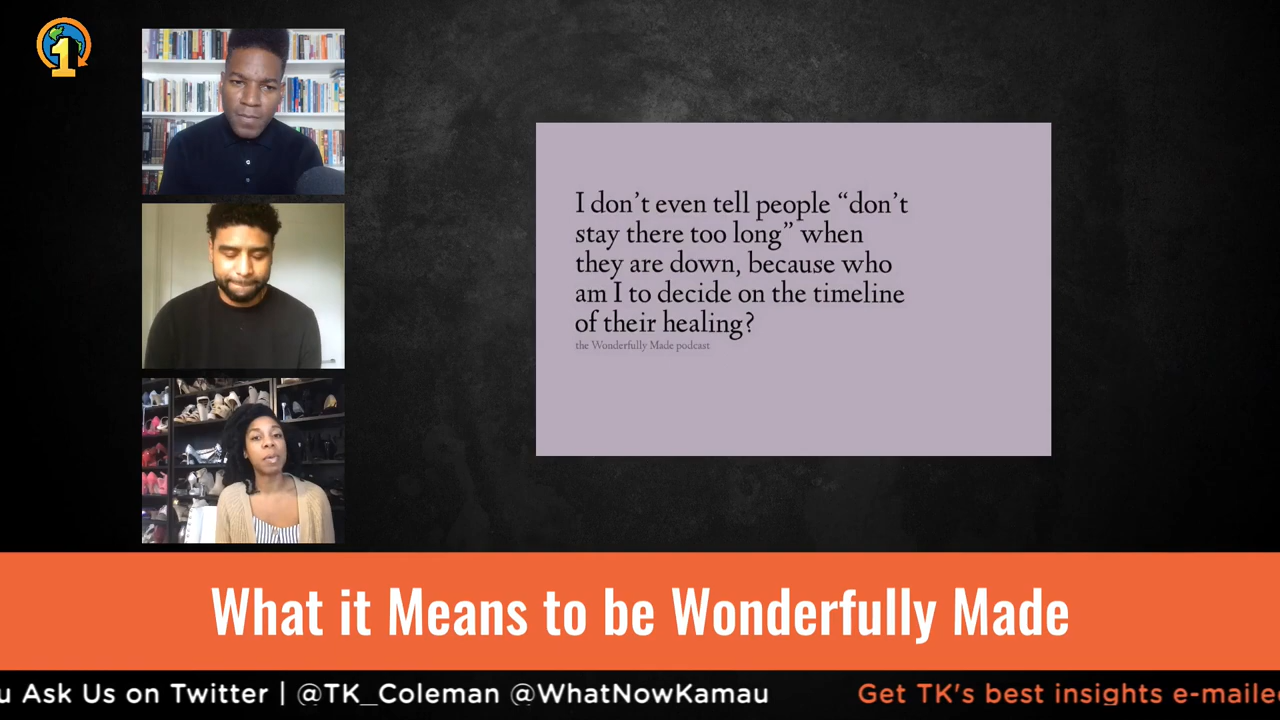 1
I don’t even tell people “don’t
stay there too long” when
they are down, because who
am I to decide on the timeline
of their healing?
the Wonderfully Made podcast
What it Means to be Wonderfully Made
u Ask Us on Twitter | @TK_Coleman @WhatNowKamau
Get TK's best insights e-mailed